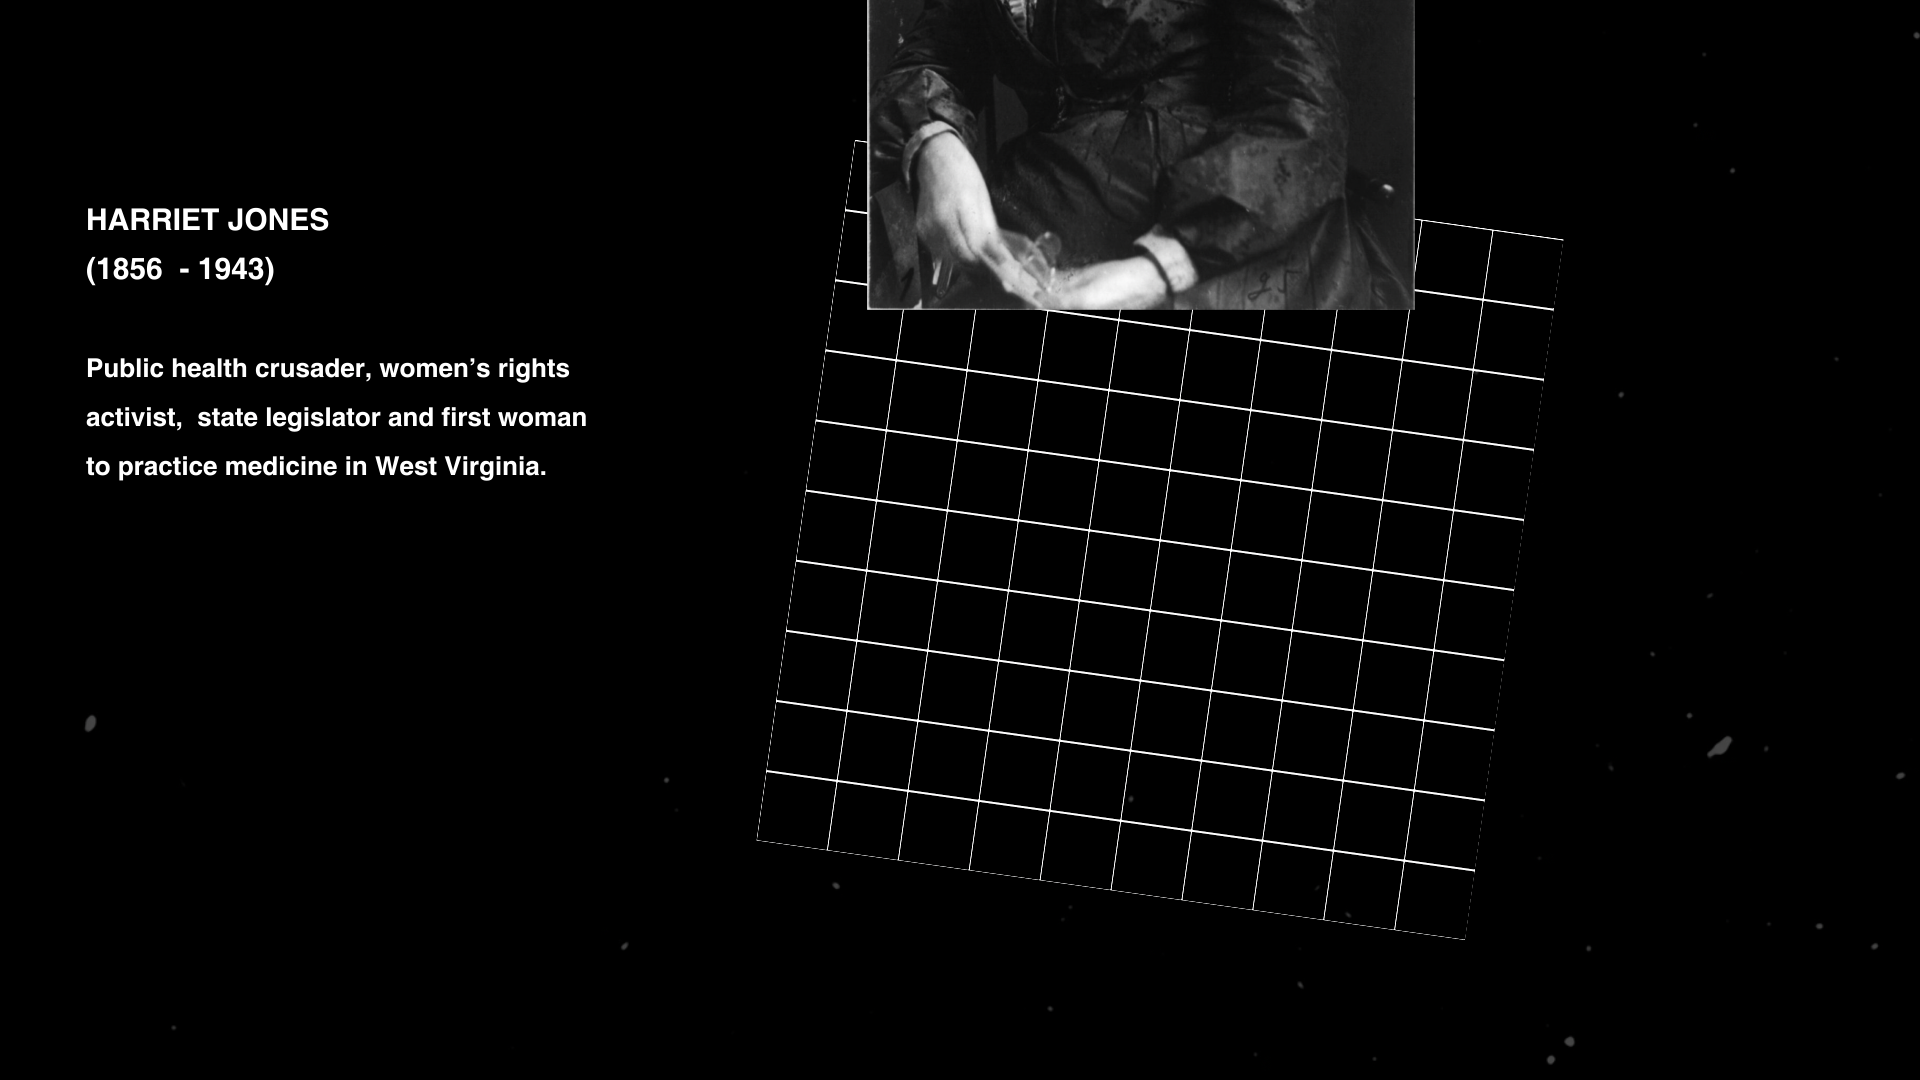 HARRIET JONES
(1856  - 1943)
Public health crusader, women’s rights
activist,  state legislator and first woman
to practice medicine in West Virginia.